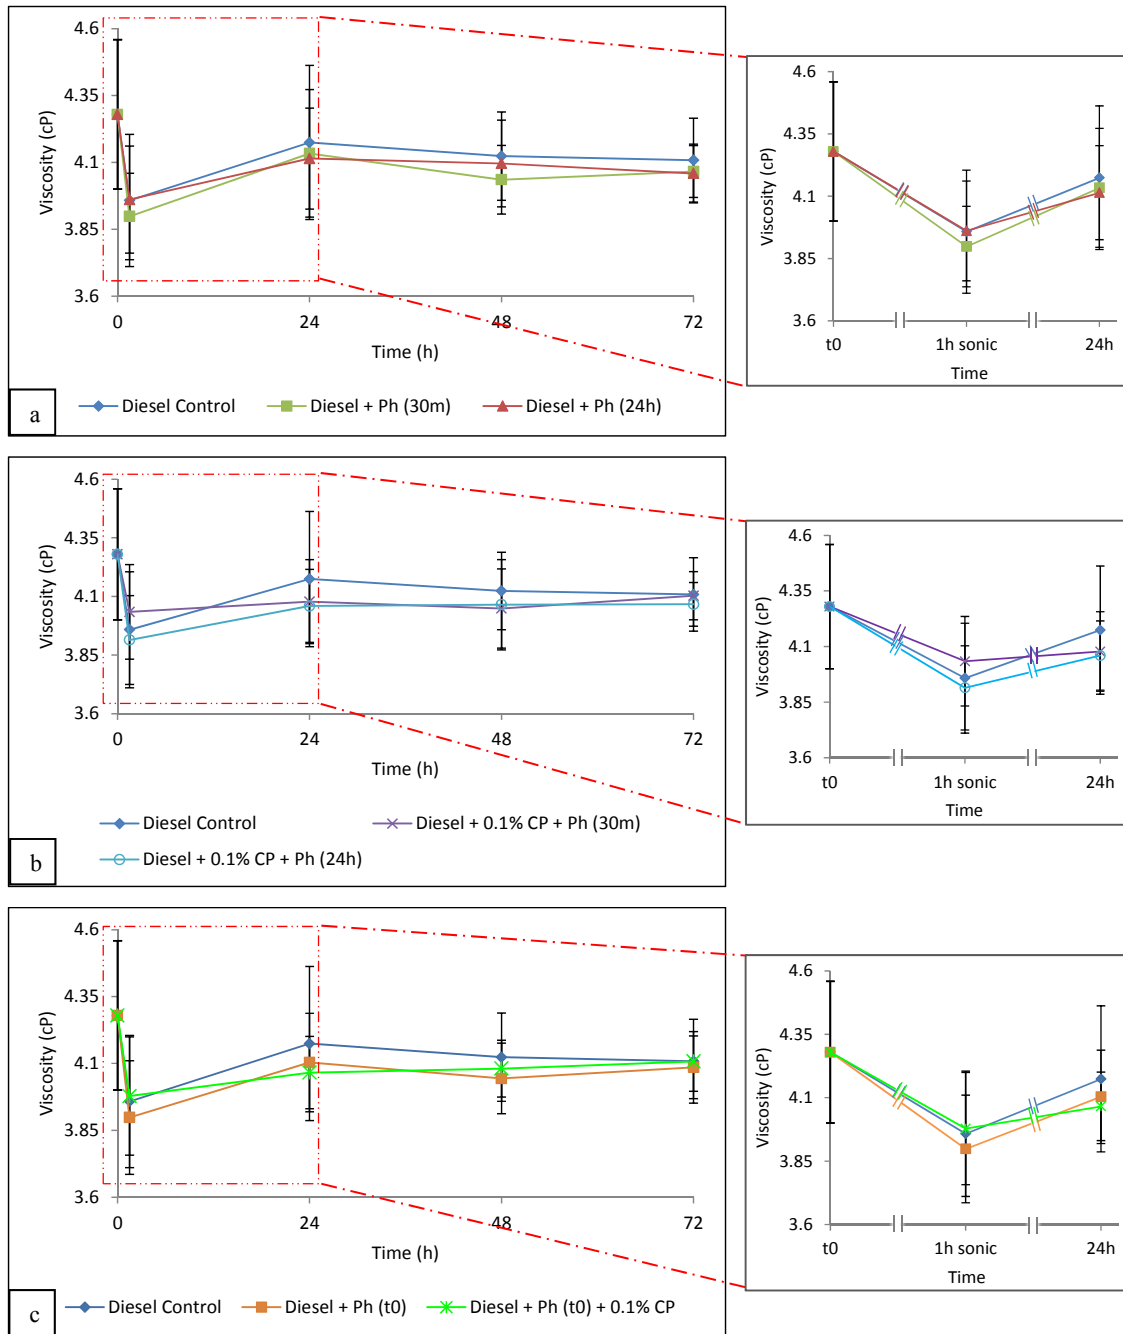 4.6
4.35
4.1
3.85
3.6
Viscosity (cP)
0
24
48
72
Time (h)
Diesel Control
Diesel + Ph (30m)
Diesel + Ph (24h)
a
4.6
4.35
4.1
3.85
3.6
Viscosity (cP)
t0
1h sonic
24h
Time
4.6
4.35
4.1
3.85
3.6
Viscosity (cP)
0
24
48
72
Time (h)
Diesel Control
Diesel + 0.1% CP + Ph (30m)
Diesel + 0.1% CP + Ph (24h)
b
4.6
4.35
4.1
3.85
3.6
Viscosity (cP)
t0
1h sonic
24h
Time
4.6
4.35
4.1
3.85
3.6
Viscosity (cP)
0
24
48
72
Time (h)
Diesel Control
Diesel + Ph (t0)
Diesel + Ph (t0) + 0.1% CP
c
4.6
4.35
4.1
3.85
3.6
Viscosity (cP)
t0
1h sonic
24h
Time